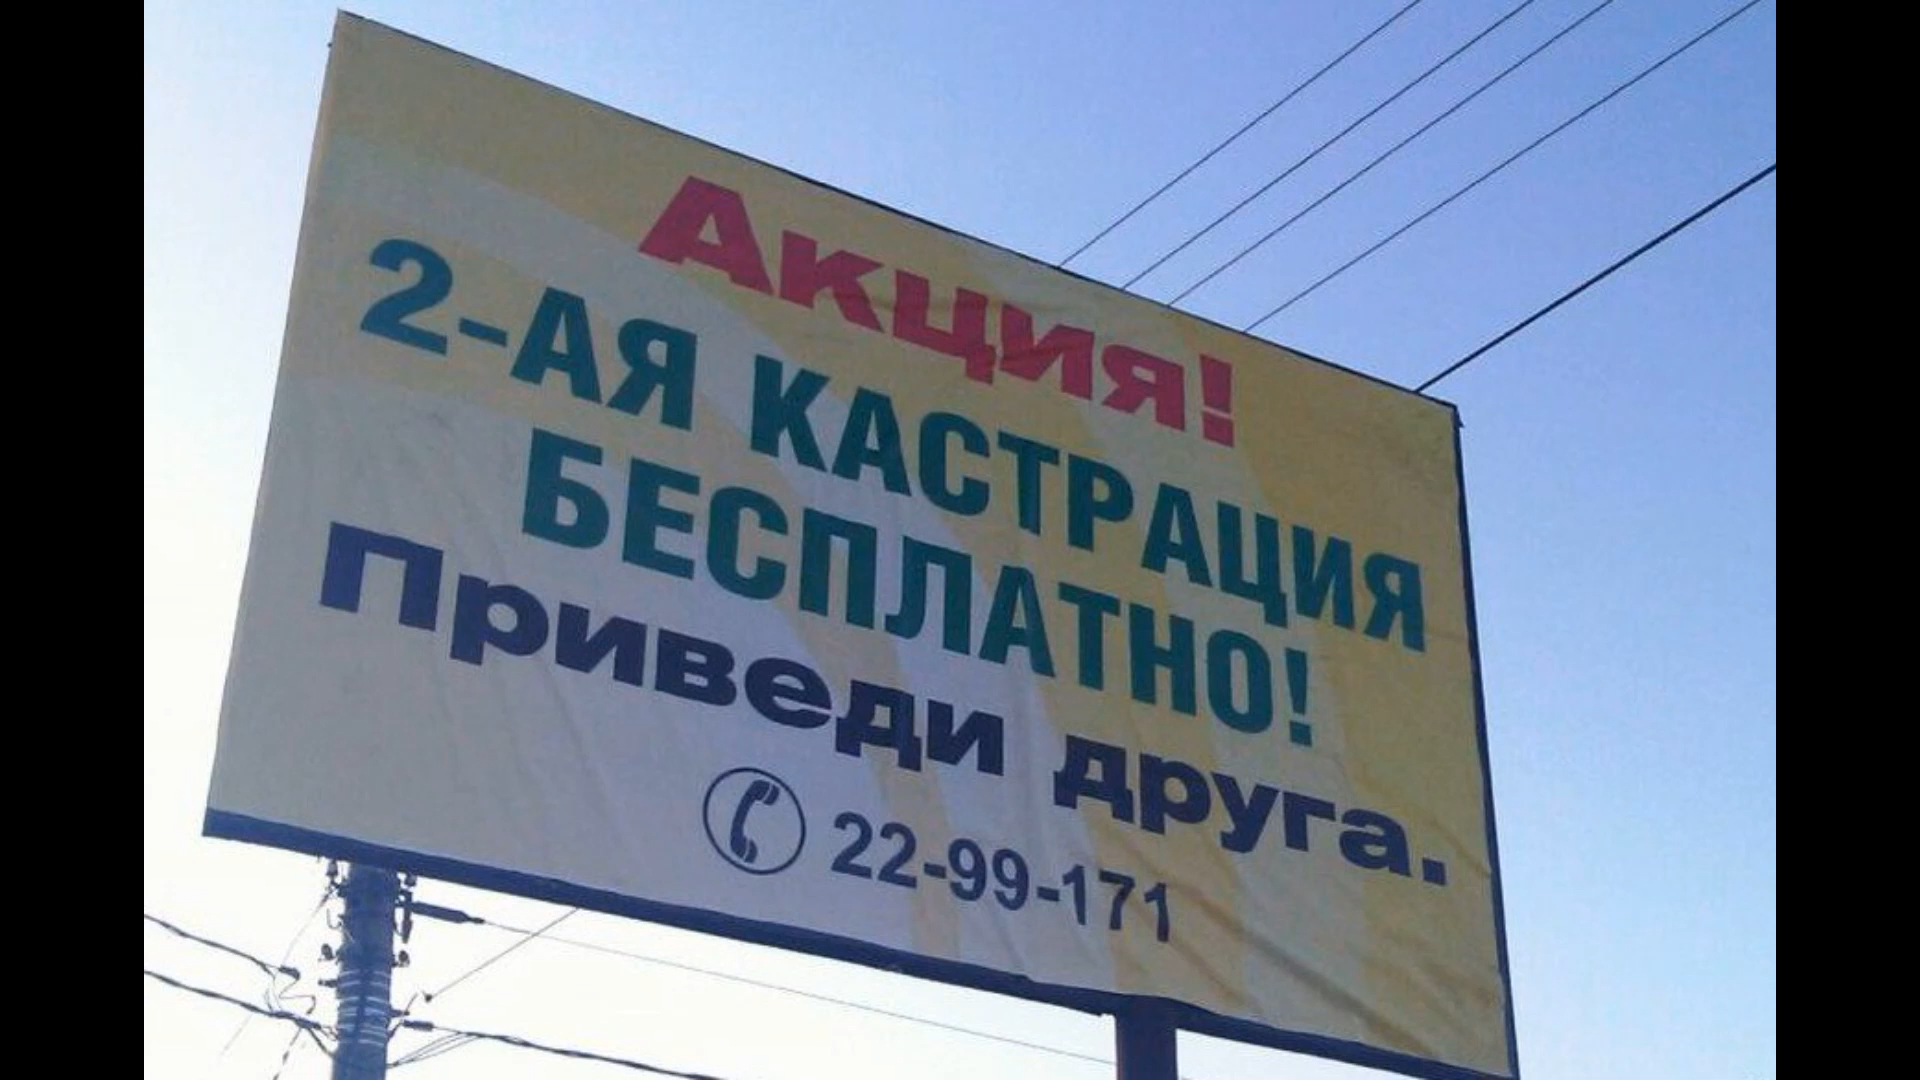 Акция!
2-АЯ КАСТРАЦИЯ
БЕСПЛАТНО!
Приведи друга.
22-99-171